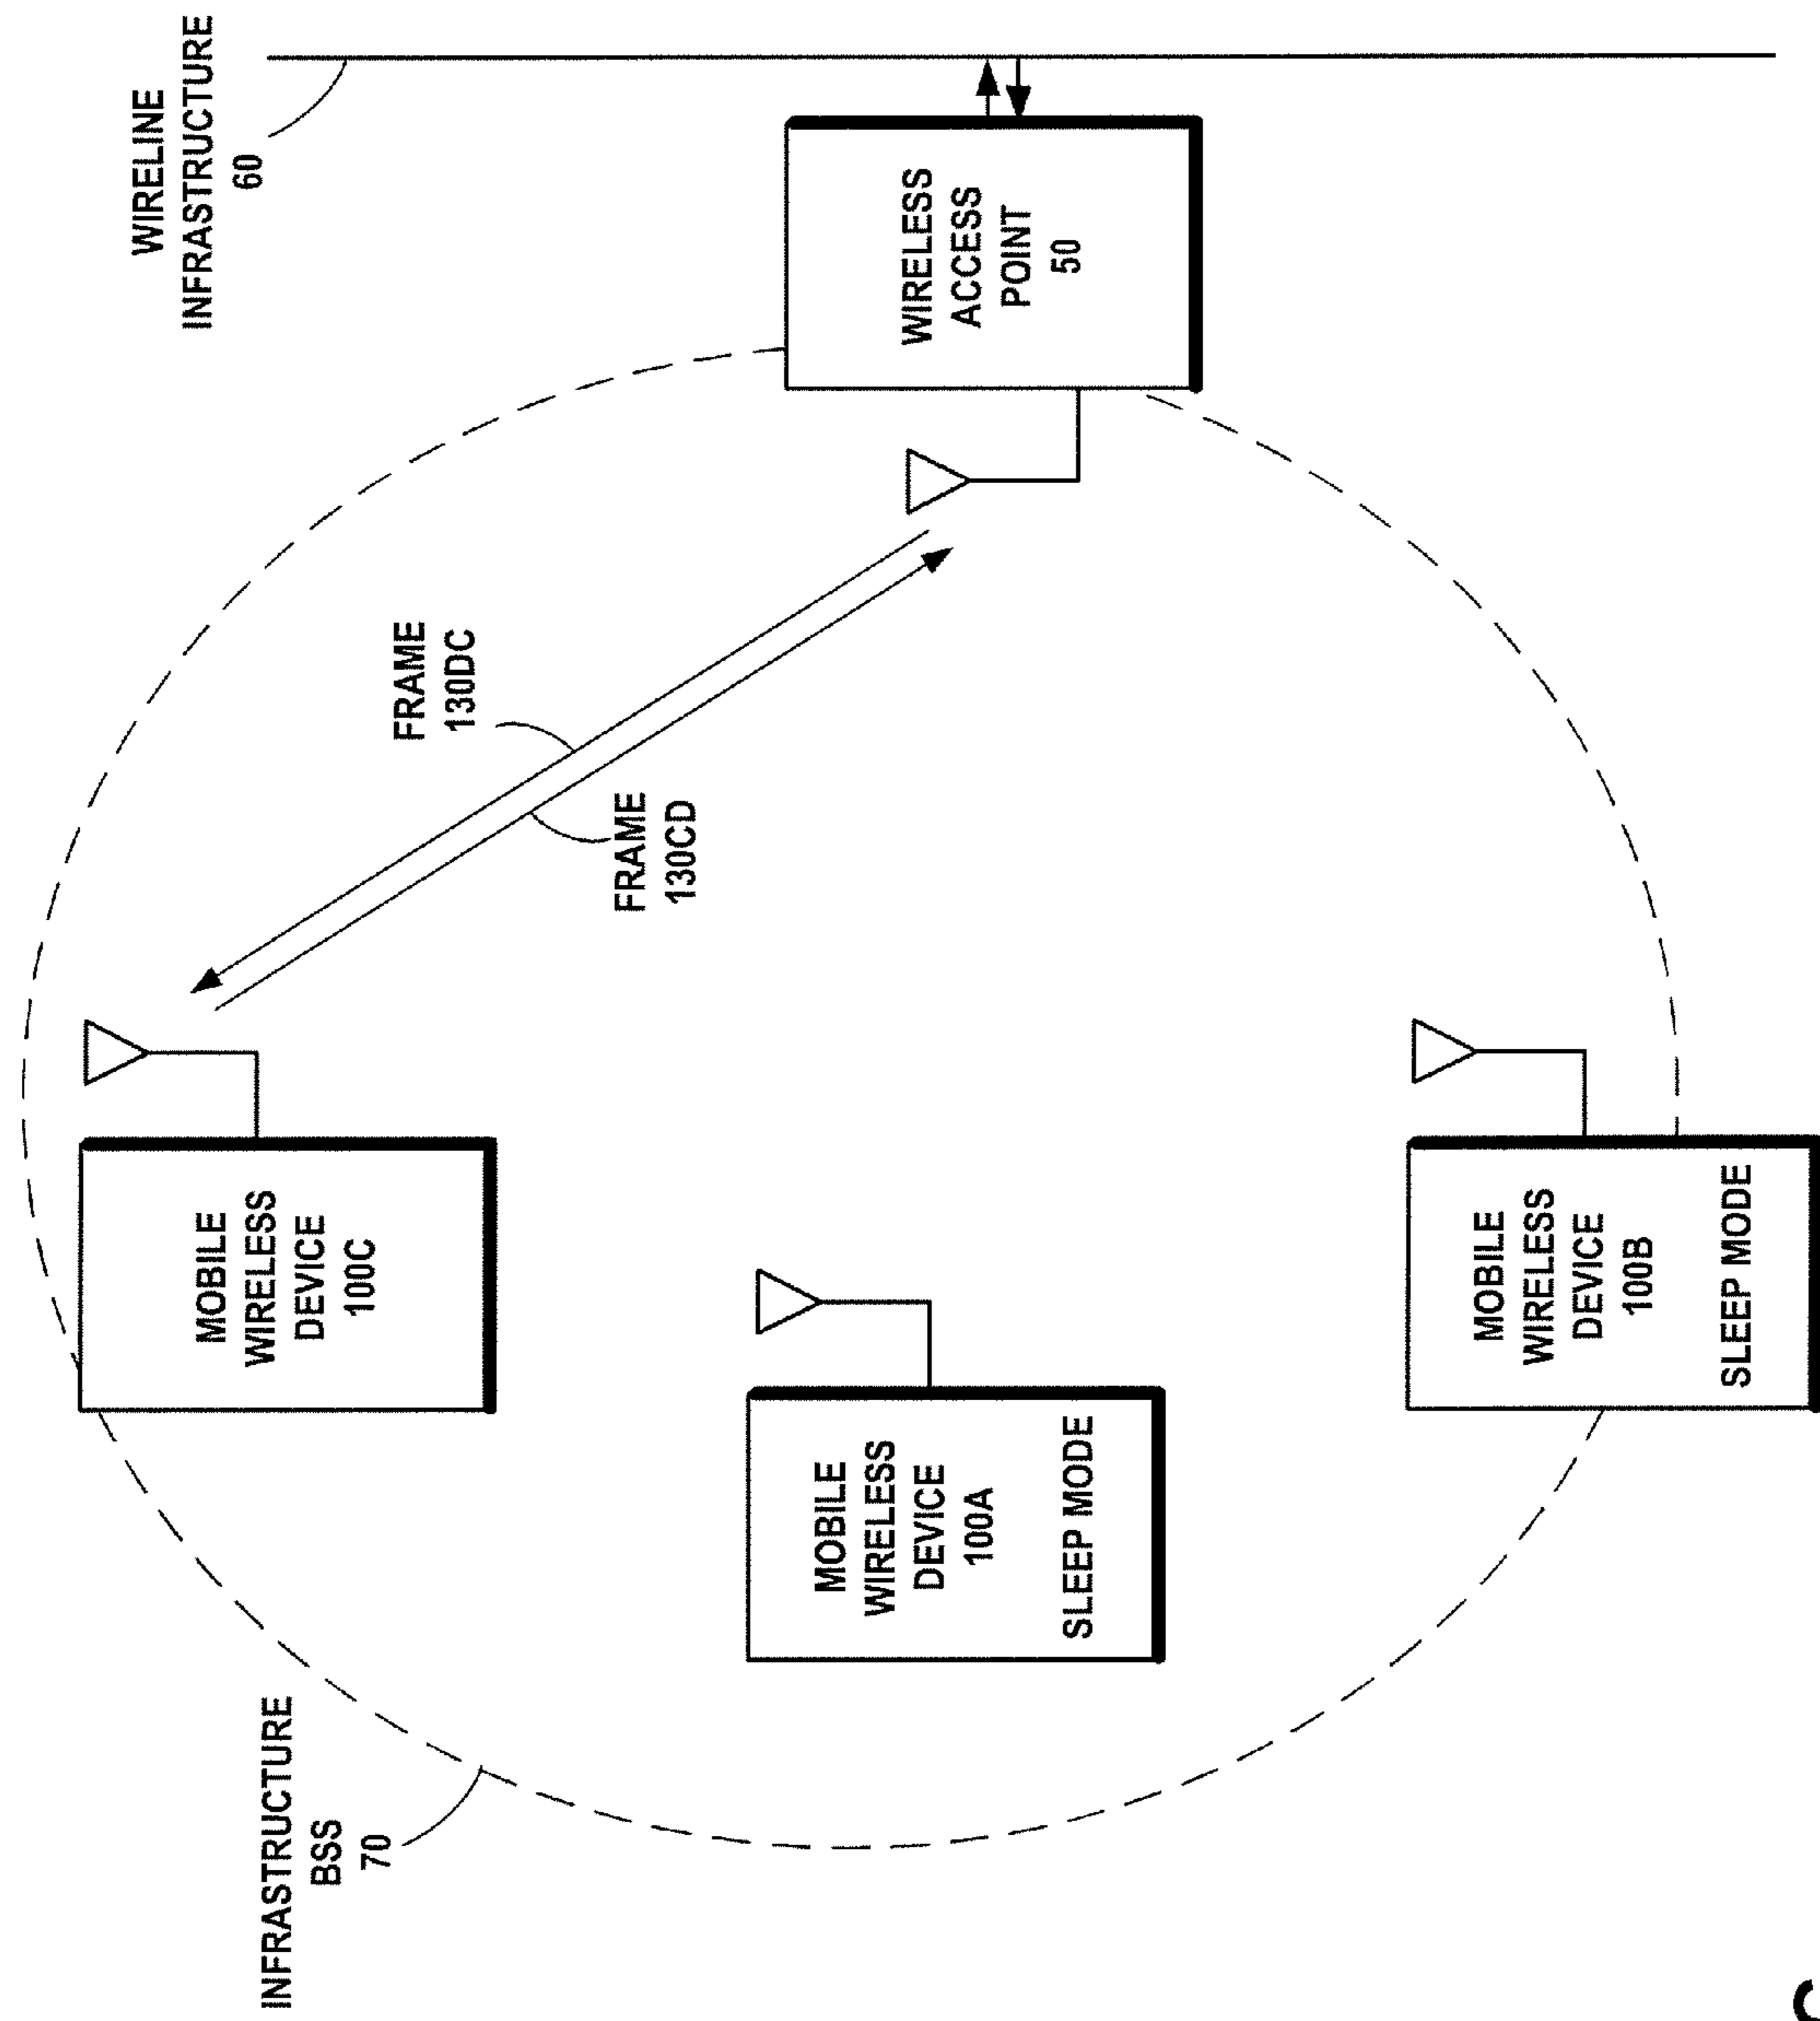 INFRASTRUCTURE
BSS
70
MOBILE
WIRELESS
DEVICE
100C
FRAME
130DC
FRAME
130CD
WIRELINE
INFRASTRUCTURE
60
MOBILE
WIRELESS
DEVICE
100A
SLEEP MODE
WIRELESS
ACCESS
POINT
50
MOBILE
WIRELESS
DEVICE
100B
SLEEP MODE